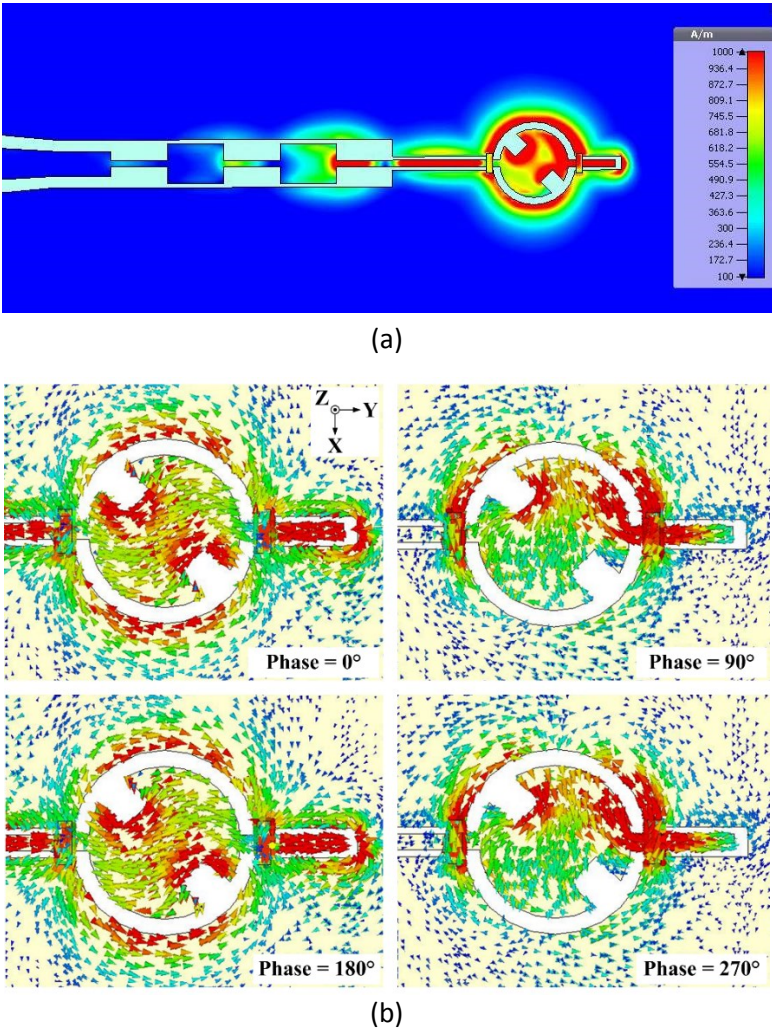 A/m
1000
936.4
872.7
809.1
745.5
681.8
618.2
554.5
490.9
427.3
363.6
300
236.4
172.7
100
(a)
Z
Y
X
Phase = 0°
Phase = 90°
Phase = 180°
Phase = 270°
(b)